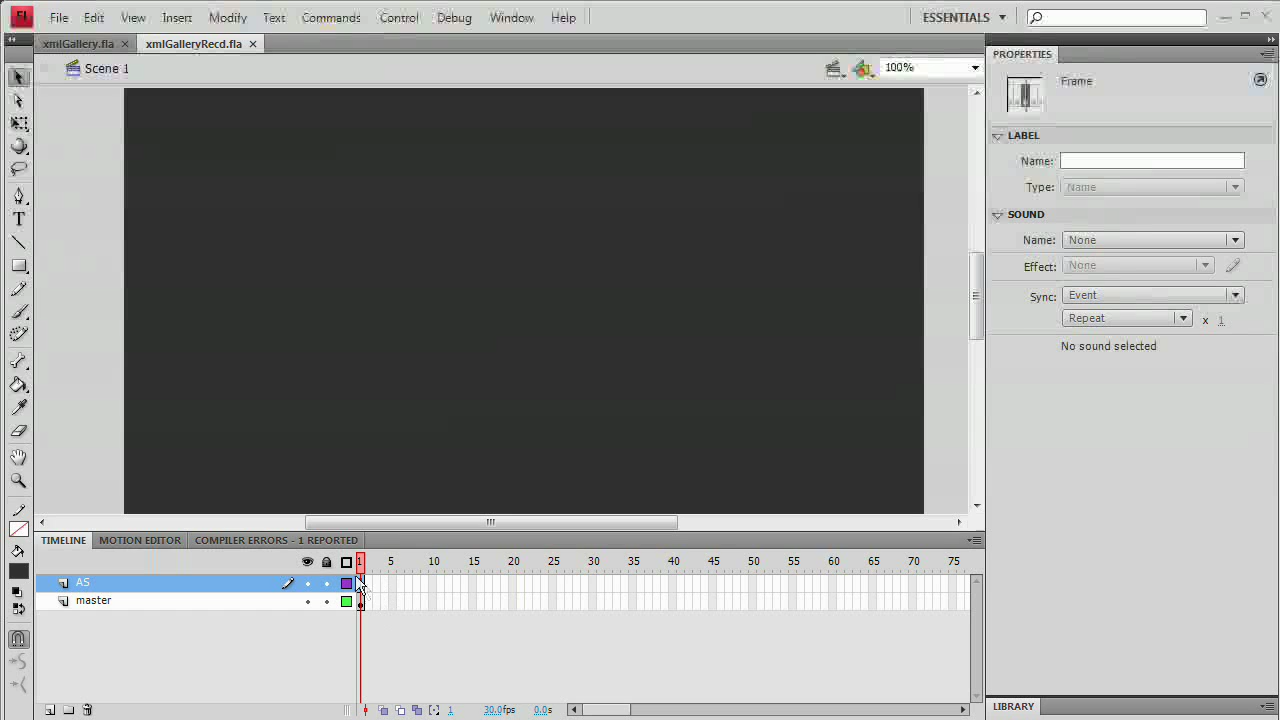 Fl File Edit View Insert Modify Text Commands Control Debug Window Help ESSENTIALS
xmlGallery.fla × xmlGalleryRecd.fla ×
Scene 1 100%
PROPERTIES
Frame
LABEL
Name:
Type: Name
SOUND
Name: None
Effect: None
Sync: Event
Repeat x 1
No sound selected
TIMELINE MOTION EDITOR COMPILER ERRORS - 1 REPORTED
1 5 10 15 20 25 30 35 40 45 50 55 60 65 70 75
AS
master
1 30.0fps 0.0s
LIBRARY